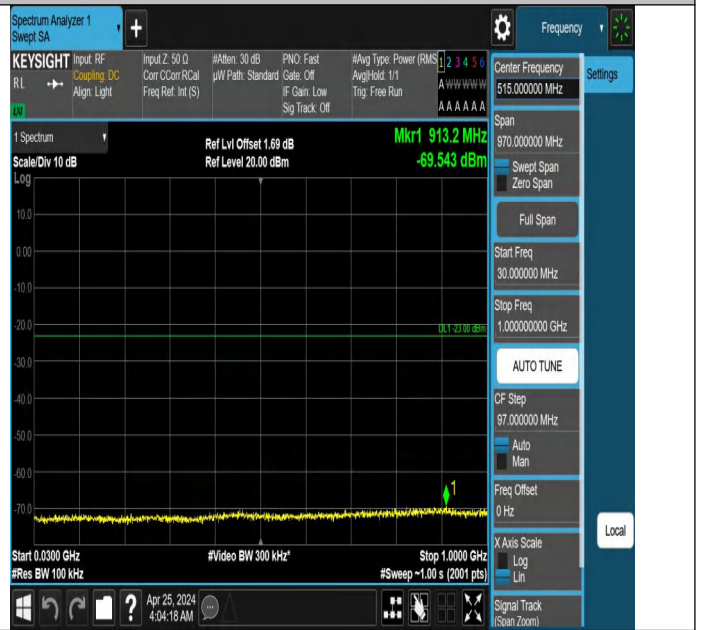 Spectrum Analyzer 1
Swept SA
+
Frequency
KEYSIGHT
RL
LXI
Input: RF
Coupling: DC
Align: Light
Input Z: 50 Ω
Corr CCorr RCal
Freq Ref: Int (S)
#Atten: 30 dB
µW Path: Standard
PNO: Fast
Gate: Off
IF Gain: Low
Sig Track: Off
#Avg Type: Power (RMS
Avg|Hold: 1/1
Trig: Free Run
1 2 3 4 5 6
A W W W W W
A A A A A A
1 Spectrum
Scale/Div 10 dB
Log
Ref Lvl Offset 1.69 dB
Ref Level 20.00 dBm
Mkr1 913.2 MHz
-69.543 dBm
10.0
0.00
-10.0
-20.0
DL1 -23.00 dBm
-30.0
-40.0
-50.0
-60.0
-70.0
1
Start 0.0300 GHz
#Res BW 100 kHz
#Video BW 300 kHz*
Stop 1.0000 GHz
#Sweep ~1.00 s (2001 pts)
Center Frequency
515.000000 MHz
Settings
Span
970.000000 MHz
Swept Span
Zero Span
Full Span
Start Freq
30.000000 MHz
Stop Freq
1.000000000 GHz
AUTO TUNE
CF Step
97.000000 MHz
Auto
Man
Freq Offset
0 Hz
Local
X Axis Scale
Log
Lin
Signal Track
(Span Zoom)
?
Apr 25, 2024
4:04:18 AM